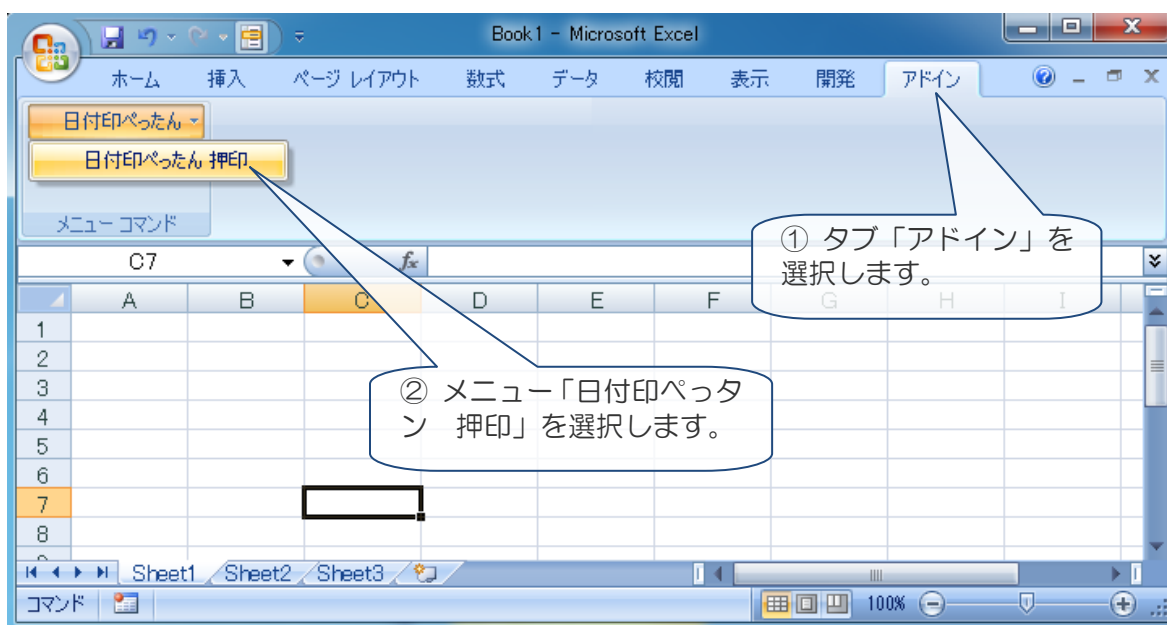 Book1 - Microsoft Excel
ホーム 挿入 ページ レイアウト 数式 データ 校閲 表示 開発 アドイン
日付印ぺったん
日付印ぺったん 押印
メニュー コマンド
① タブ「アドイン」を
選択します。
C7 fx
A B C D E F G H I
1
2
3
② メニュー「日付印ぺっタ
ン 押印」を選択します。
4
5
6
7
8
Sheet1 Sheet2 Sheet3
コマンド 100%